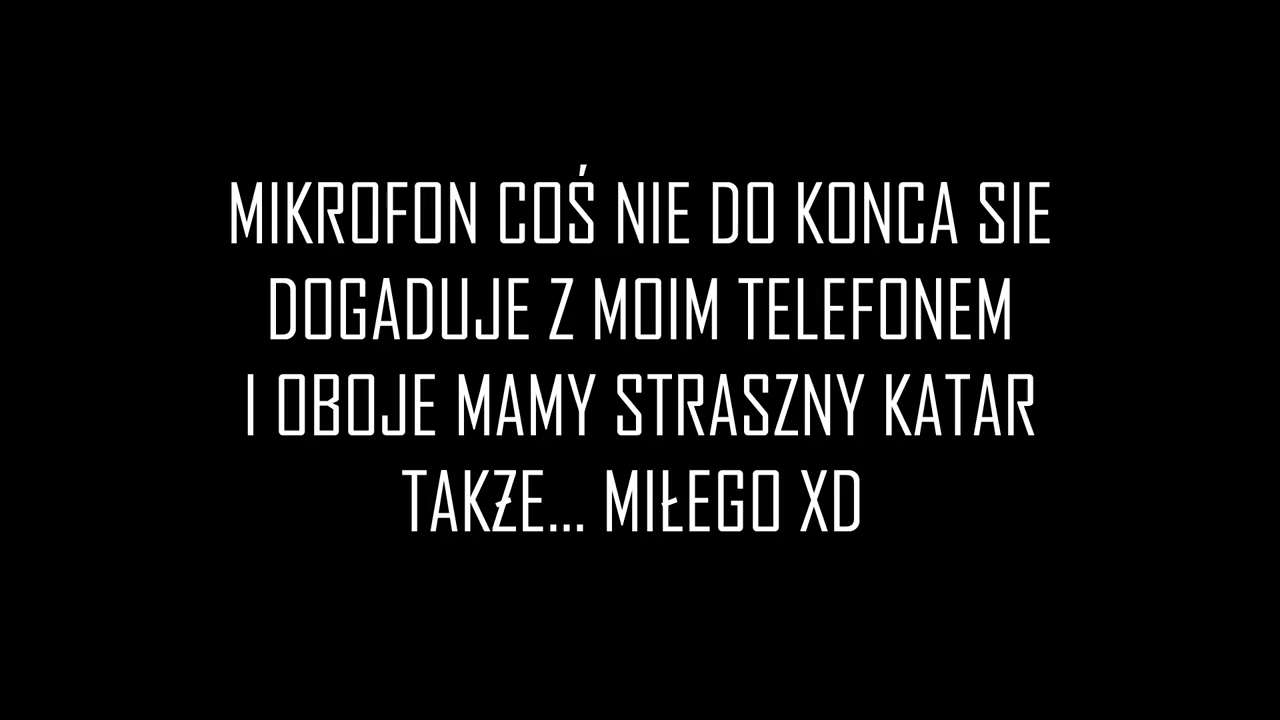 MIKROFON COŚ NIE DO KONCA SIE
DOGADUJE Z MOIM TELEFONEM
I OBOJE MAMY STRASZNY KATAR
TAKŻE... MIŁEGO XD